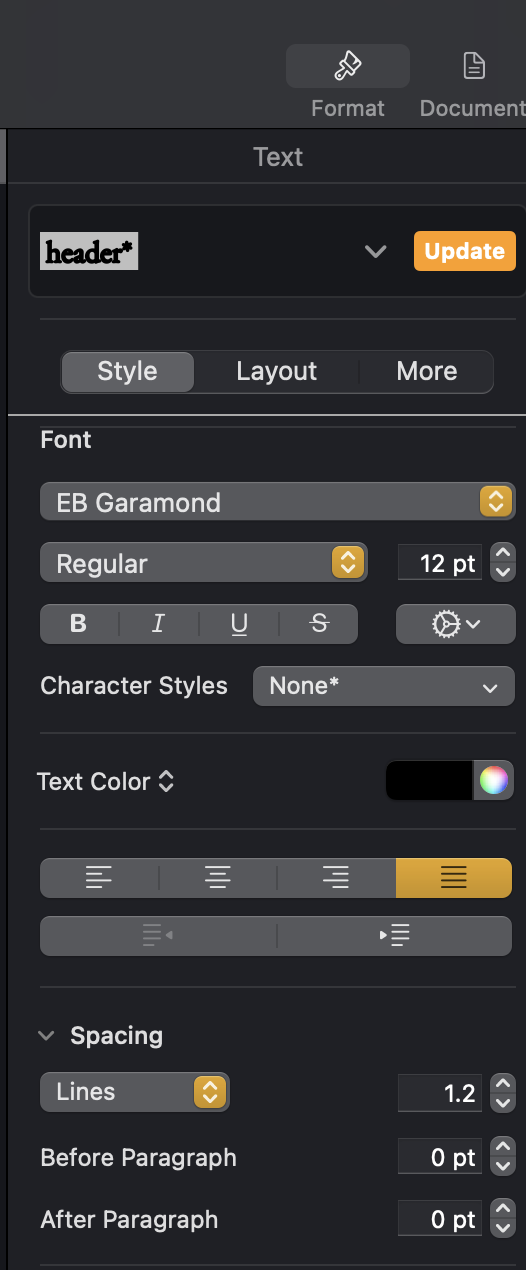 Format Document
Text
header* Update
Style Layout More
Font
EB Garamond
Regular 12 pt
B I U S
Character Styles None*
Text Color
Spacing
Lines 1.2
Before Paragraph 0 pt
After Paragraph 0 pt